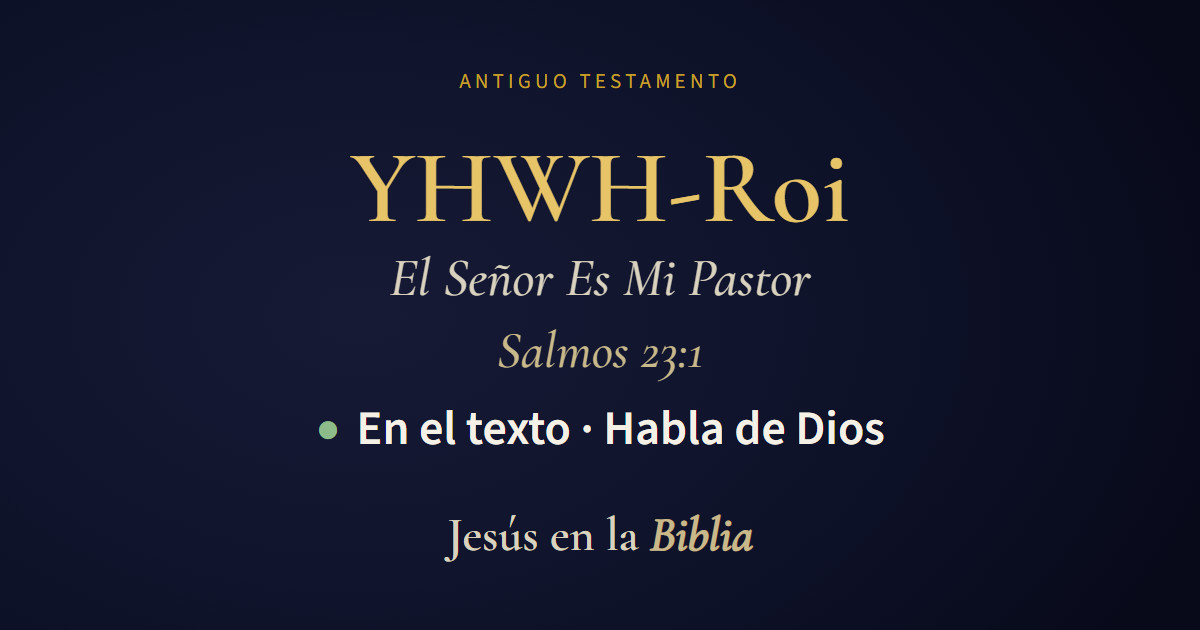 ANTIGUO TESTAMENTO
YHWH-Roi
El Señor Es Mi Pastor
Salmos 23:1
En el texto · Habla de Dios
Jesús en la Biblia